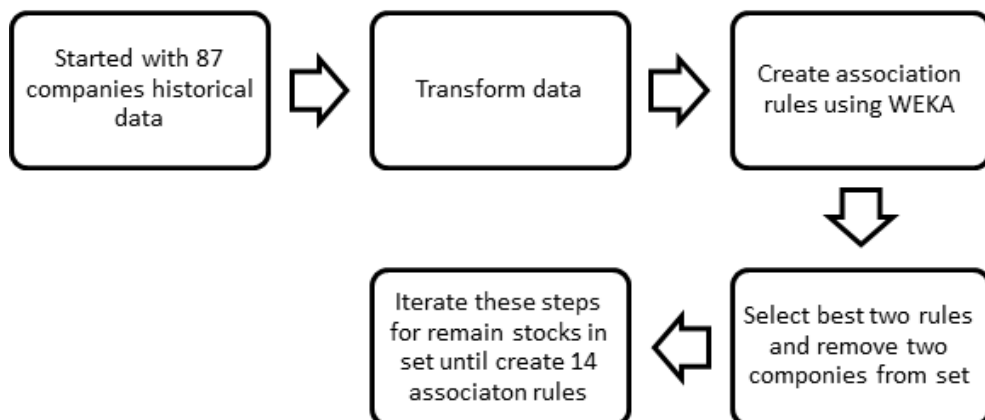 Started with 87
companies historical
data
Transform data
Create association
rules using WEKA
Select best two rules
and remove two
componies from set
Iterate these steps
for remain stocks in
set until create 14
associaton rules